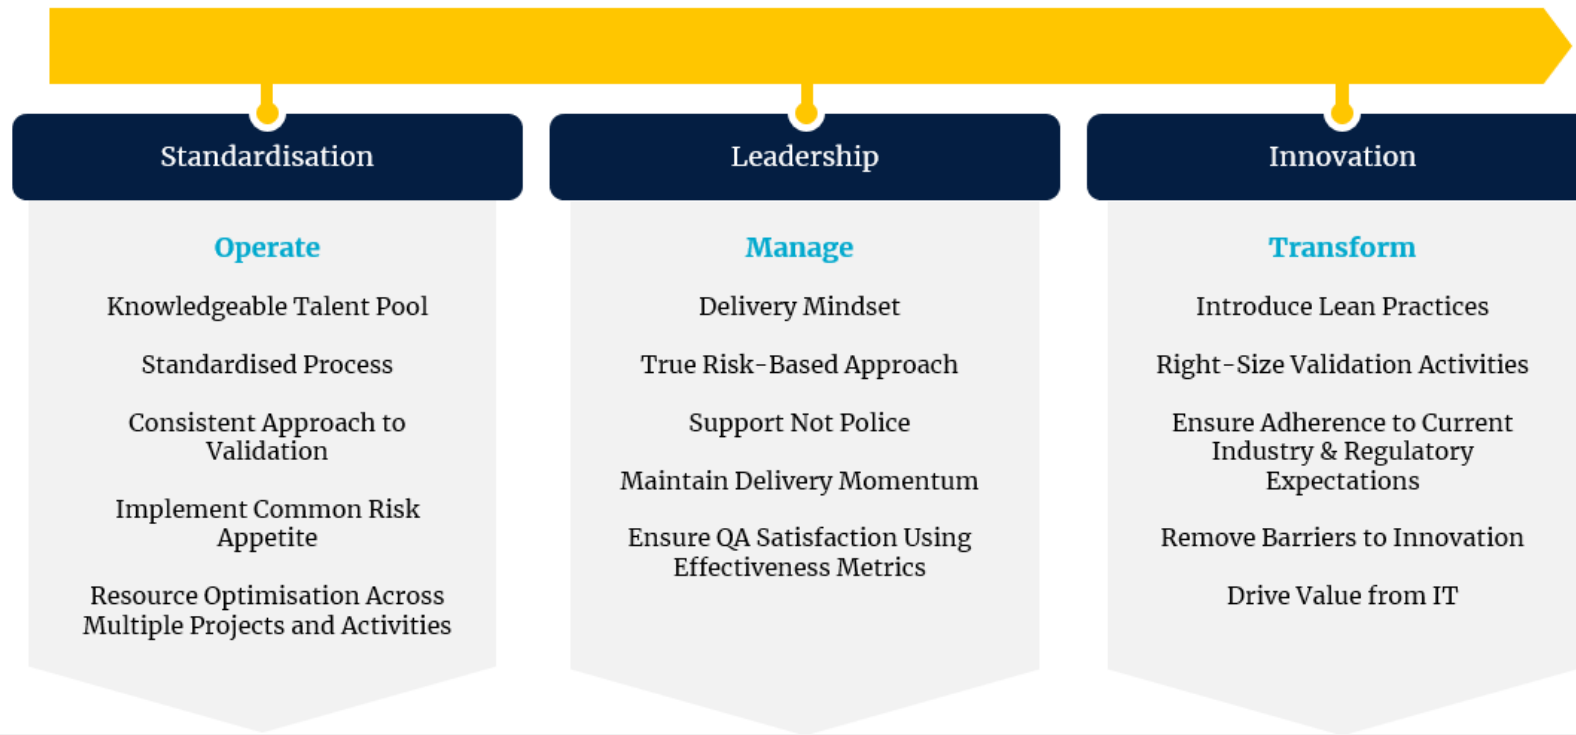 Standardisation
Operate
Knowledgeable Talent Pool
Standardised Process
Consistent Approach to
Validation
Implement Common Risk
Appetite
Resource Optimisation Across
Multiple Projects and Activities
Leadership
Manage
Delivery Mindset
True Risk-Based Approach
Support Not Police
Maintain Delivery Momentum
Ensure QA Satisfaction Using
Effectiveness Metrics
Innovation
Transform
Introduce Lean Practices
Right-Size Validation Activities
Ensure Adherence to Current
Industry & Regulatory
Expectations
Remove Barriers to Innovation
Drive Value from IT